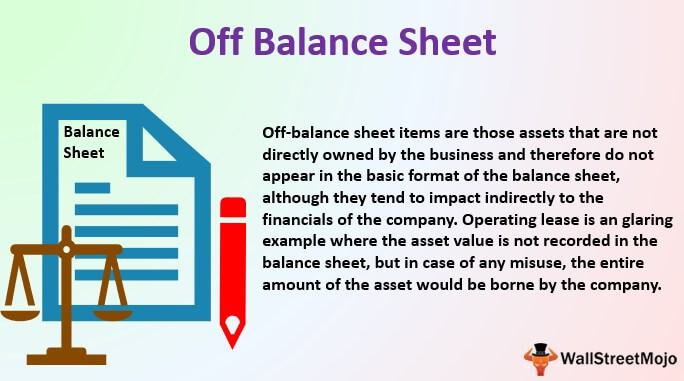 Off Balance Sheet
Balance
Sheet
Off-balance sheet items are those assets that are not
directly owned by the business and therefore do not
appear in the basic format of the balance sheet,
although they tend to impact indirectly to the
financials of the company. Operating lease is an glaring
example where the asset value is not recorded in the
balance sheet, but in case of any misuse, the entire
amount of the asset would be borne by the company.
WallStreetMojo